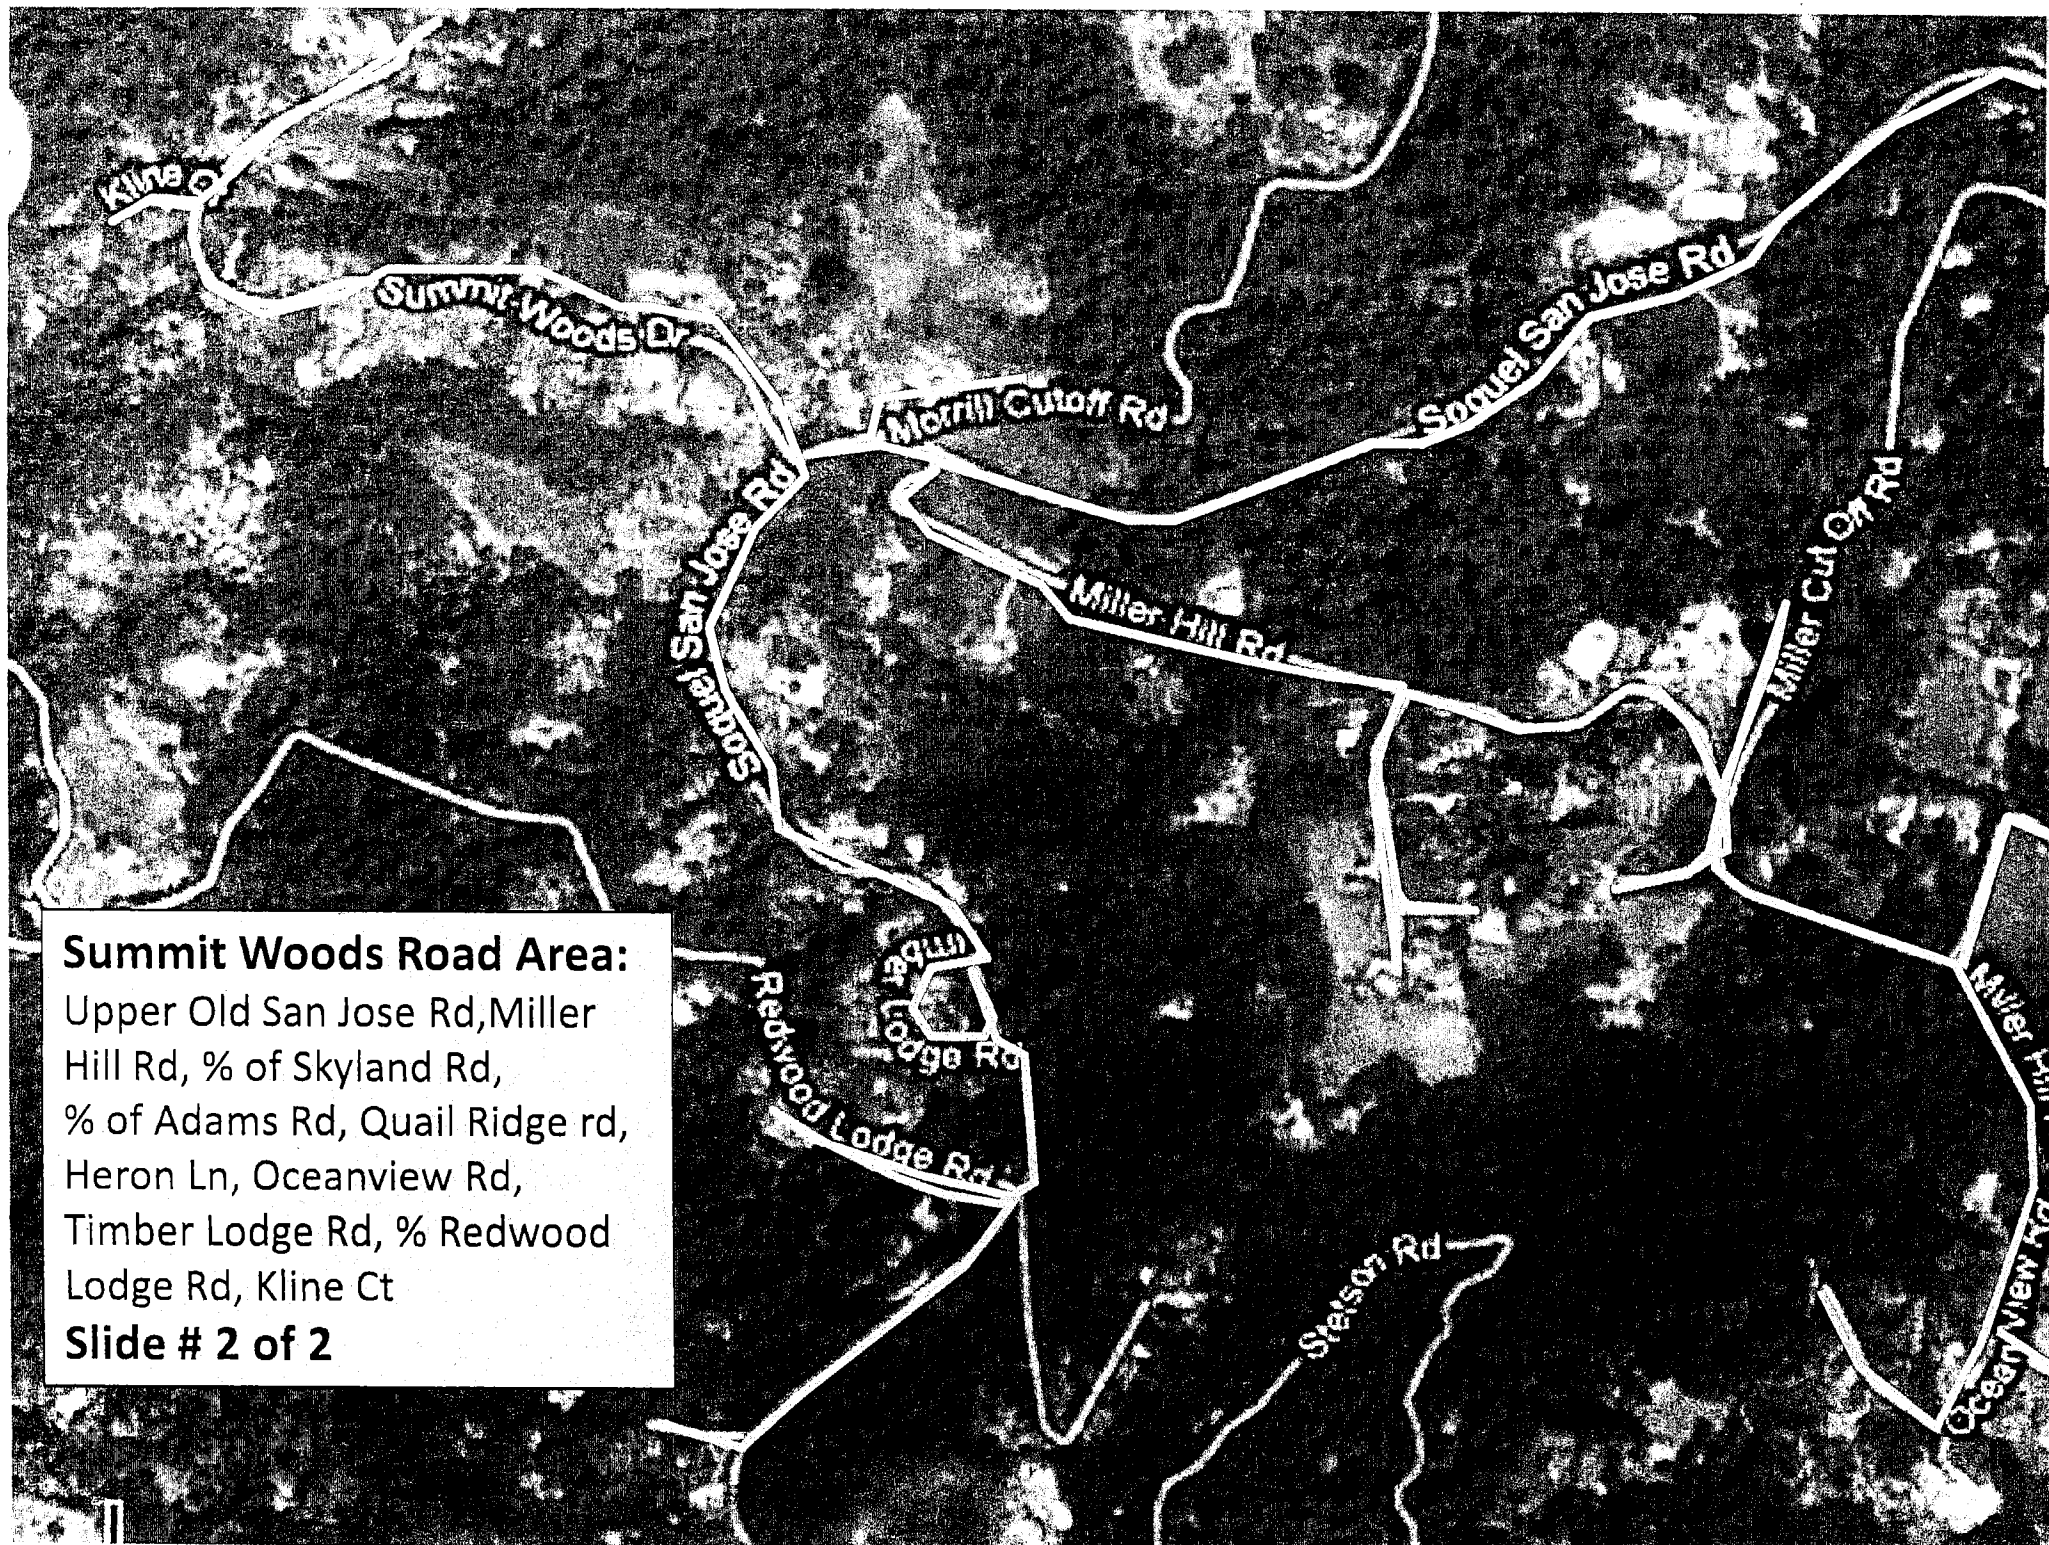 Kline Ct
Summit Woods Dr
Morrill Cutoff Rd
Soquel San Jose Rd
Miller Cut Off Rd
Soquel San Jose Rd
Miller Hill Rd
Timber Lodge Rd
Redwood Lodge Rd
Miller Hill
Stetson Rd
Ocean View Rd
Summit Woods Road Area:
Upper Old San Jose Rd,Miller
Hill Rd, % of Skyland Rd,
% of Adams Rd, Quail Ridge rd,
Heron Ln, Oceanview Rd,
Timber Lodge Rd, % Redwood
Lodge Rd, Kline Ct
Slide # 2 of 2